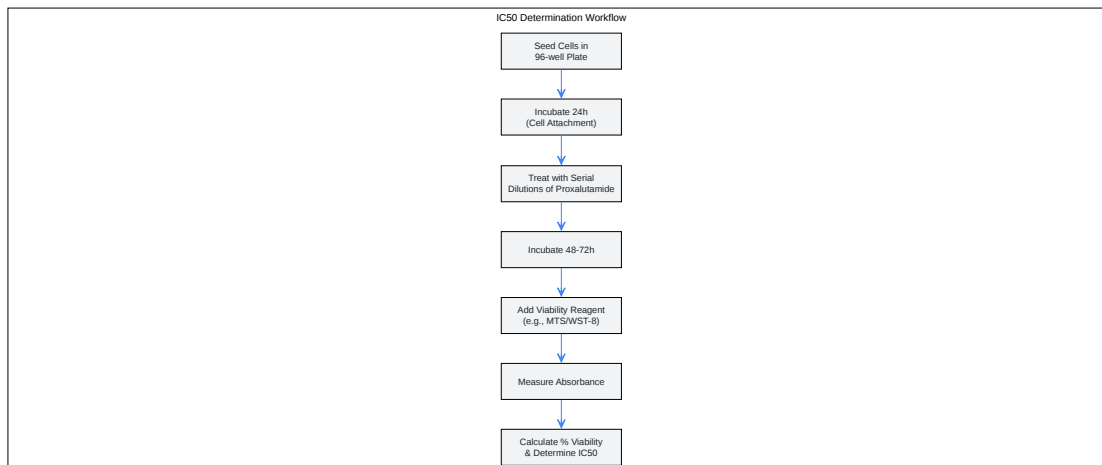 IC50 Determination Workflow
Seed Cells in
96-well Plate
Incubate 24h
(Cell Attachment)
Treat with Serial
Dilutions of Proxalutamide
Incubate 48-72h
Add Viability Reagent
(e.g., MTS/WST-8)
Measure Absorbance
Calculate % Viability
& Determine IC50